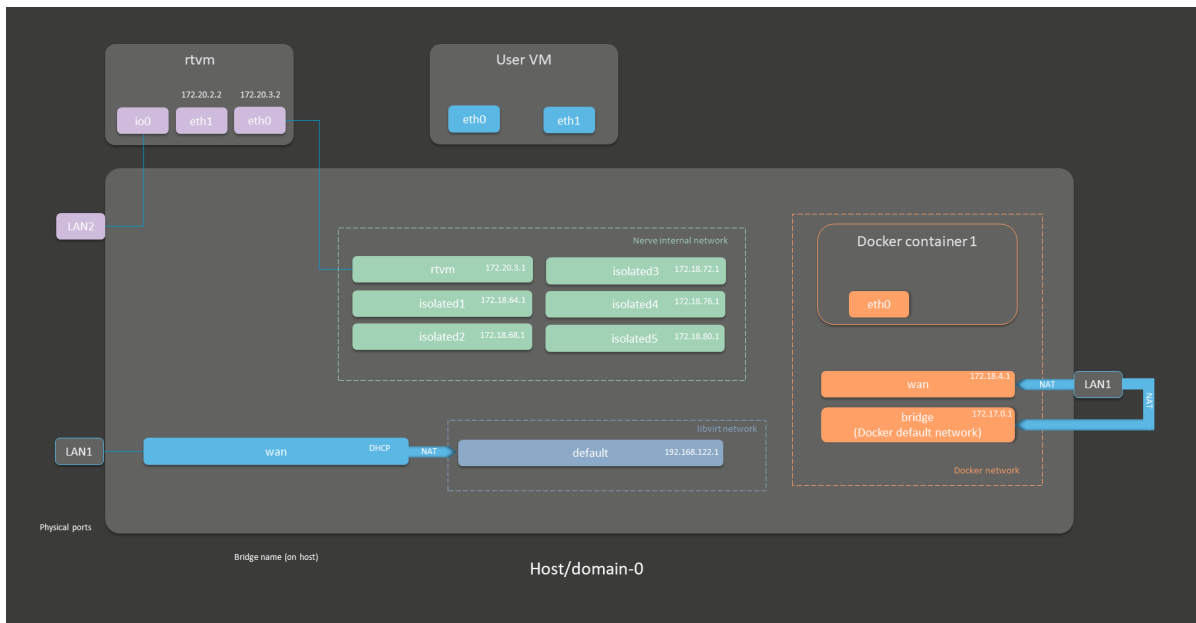 rtvm
172.20.2.2
172.20.3.2
io0
eth1
eth0
User VM
eth0
eth1
LAN2
Nerve internal network
rtvm
172.20.3.1
isolated3
172.18.72.1
isolated1
172.18.64.1
isolated4
172.18.76.1
isolated2
172.18.68.1
isolated5
172.18.80.1
Docker container 1
eth0
wan
172.18.4.1
NAT
LAN1
NAT
bridge
172.17.0.1
(Docker default network)
Docker network
LAN1
wan
DHCP
NAT
libvirt network
default
192.168.122.1
Physical ports
Bridge name (on host)
Host/domain-0